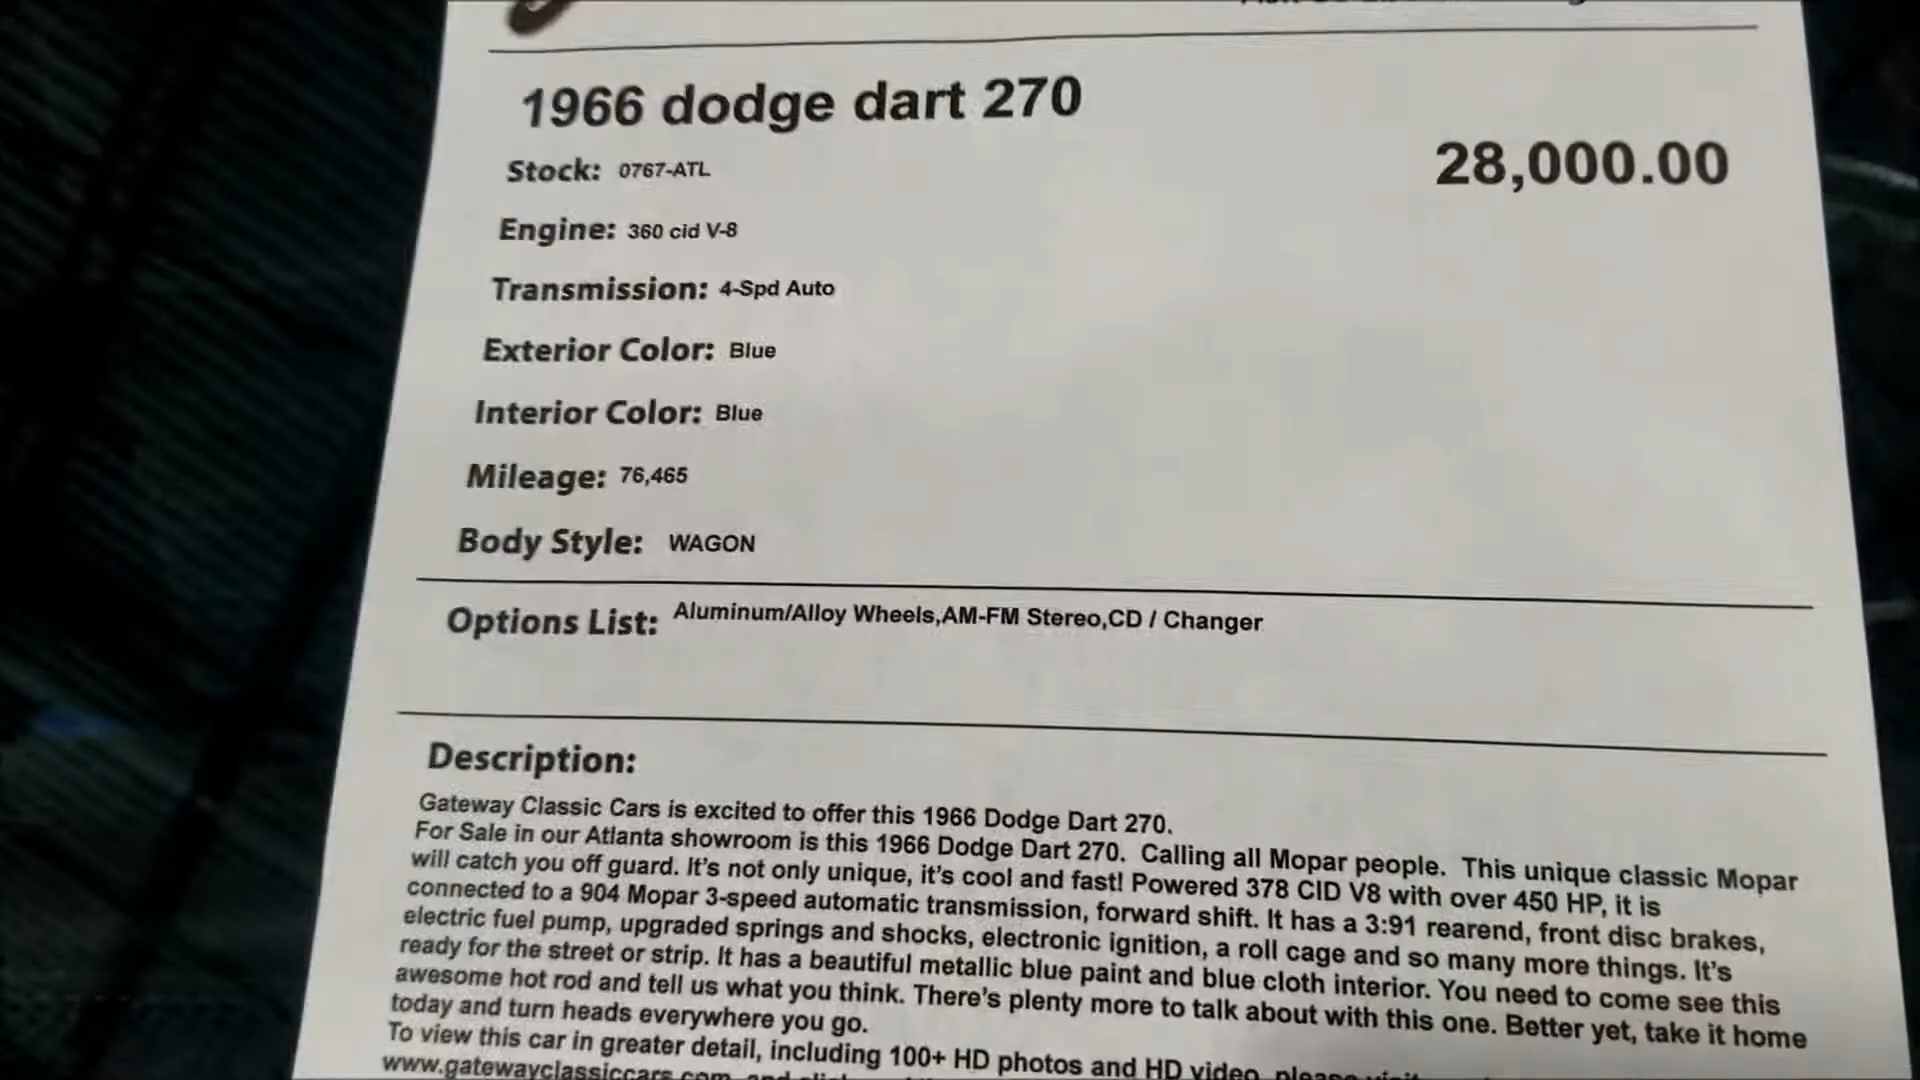 1966 dodge dart 270
28,000.00
Stock: 0767-ATL
Engine: 360 cid V-8
Transmission: 4-Spd Auto
Exterior Color: Blue
Interior Color: Blue
Mileage: 76,465
Body Style: WAGON
Options List: Aluminum/Alloy Wheels,AM-FM Stereo,CD / Changer
Description:
Gateway Classic Cars is excited to offer this 1966 Dodge Dart 270.
For Sale in our Atlanta showroom is this 1966 Dodge Dart 270. Calling all Mopar people. This unique classic Mopar
will catch you off guard. It's not only unique, it's cool and fast! Powered 378 CID V8 with over 450 HP, it is
connected to a 904 Mopar 3-speed automatic transmission, forward shift. It has a 3:91 rearend, front disc brakes,
electric fuel pump, upgraded springs and shocks, electronic ignition, a roll cage and so many more things. It's
ready for the street or strip. It has a beautiful metallic blue paint and blue cloth interior. You need to come see this
awesome hot rod and tell us what you think. There's plenty more to talk about with this one. Better yet, take it home
today and turn heads everywhere you go.
To view this car in greater detail, including 100+ HD photos and HD video, please visit
www.gatewayclassiccars.com and